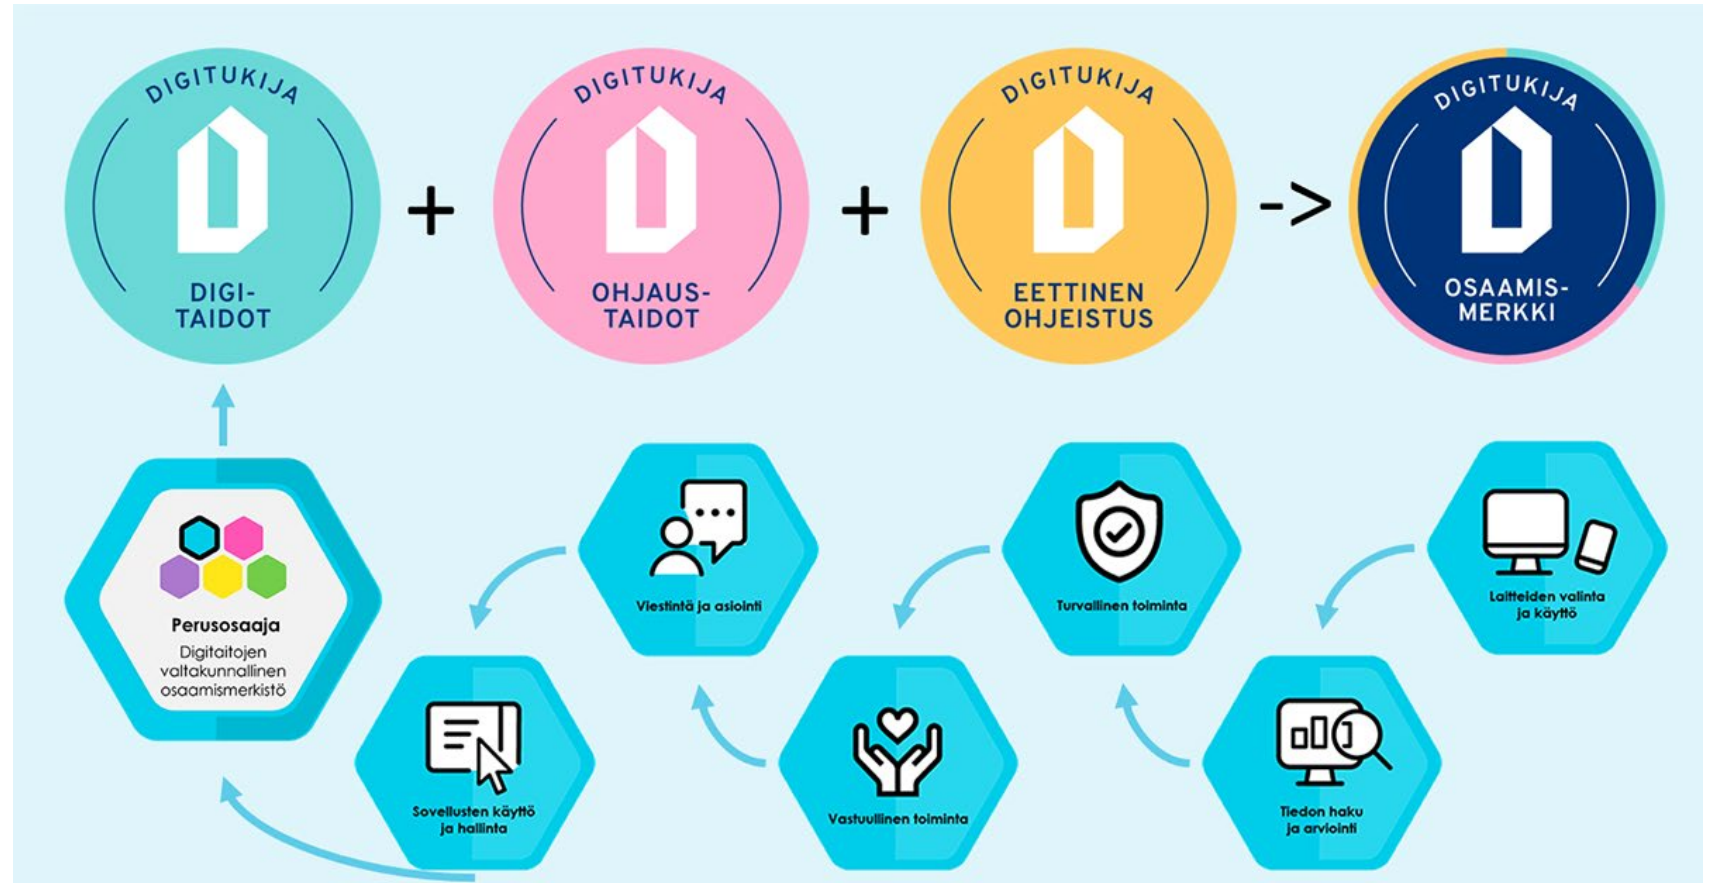 DIGITUKIJA
DIGI-
TAIDOT
+
DIGITUKIJA
OHJAUS-
TAIDOT
+
DIGITUKIJA
EETTINEN
OHJEISTUS
->
DIGITUKIJA
OSAAMIS-
MERKKI
Perusosaaja
Digitaitojen
valtakunnallinen
osaamismerkistö
Sovellusten käyttö
ja hallinta
Viestintä ja asiointi
Vastuullinen toiminta
Turvallinen toiminta
Tiedon haku
ja arviointi
Laitteiden valinta
ja käyttö